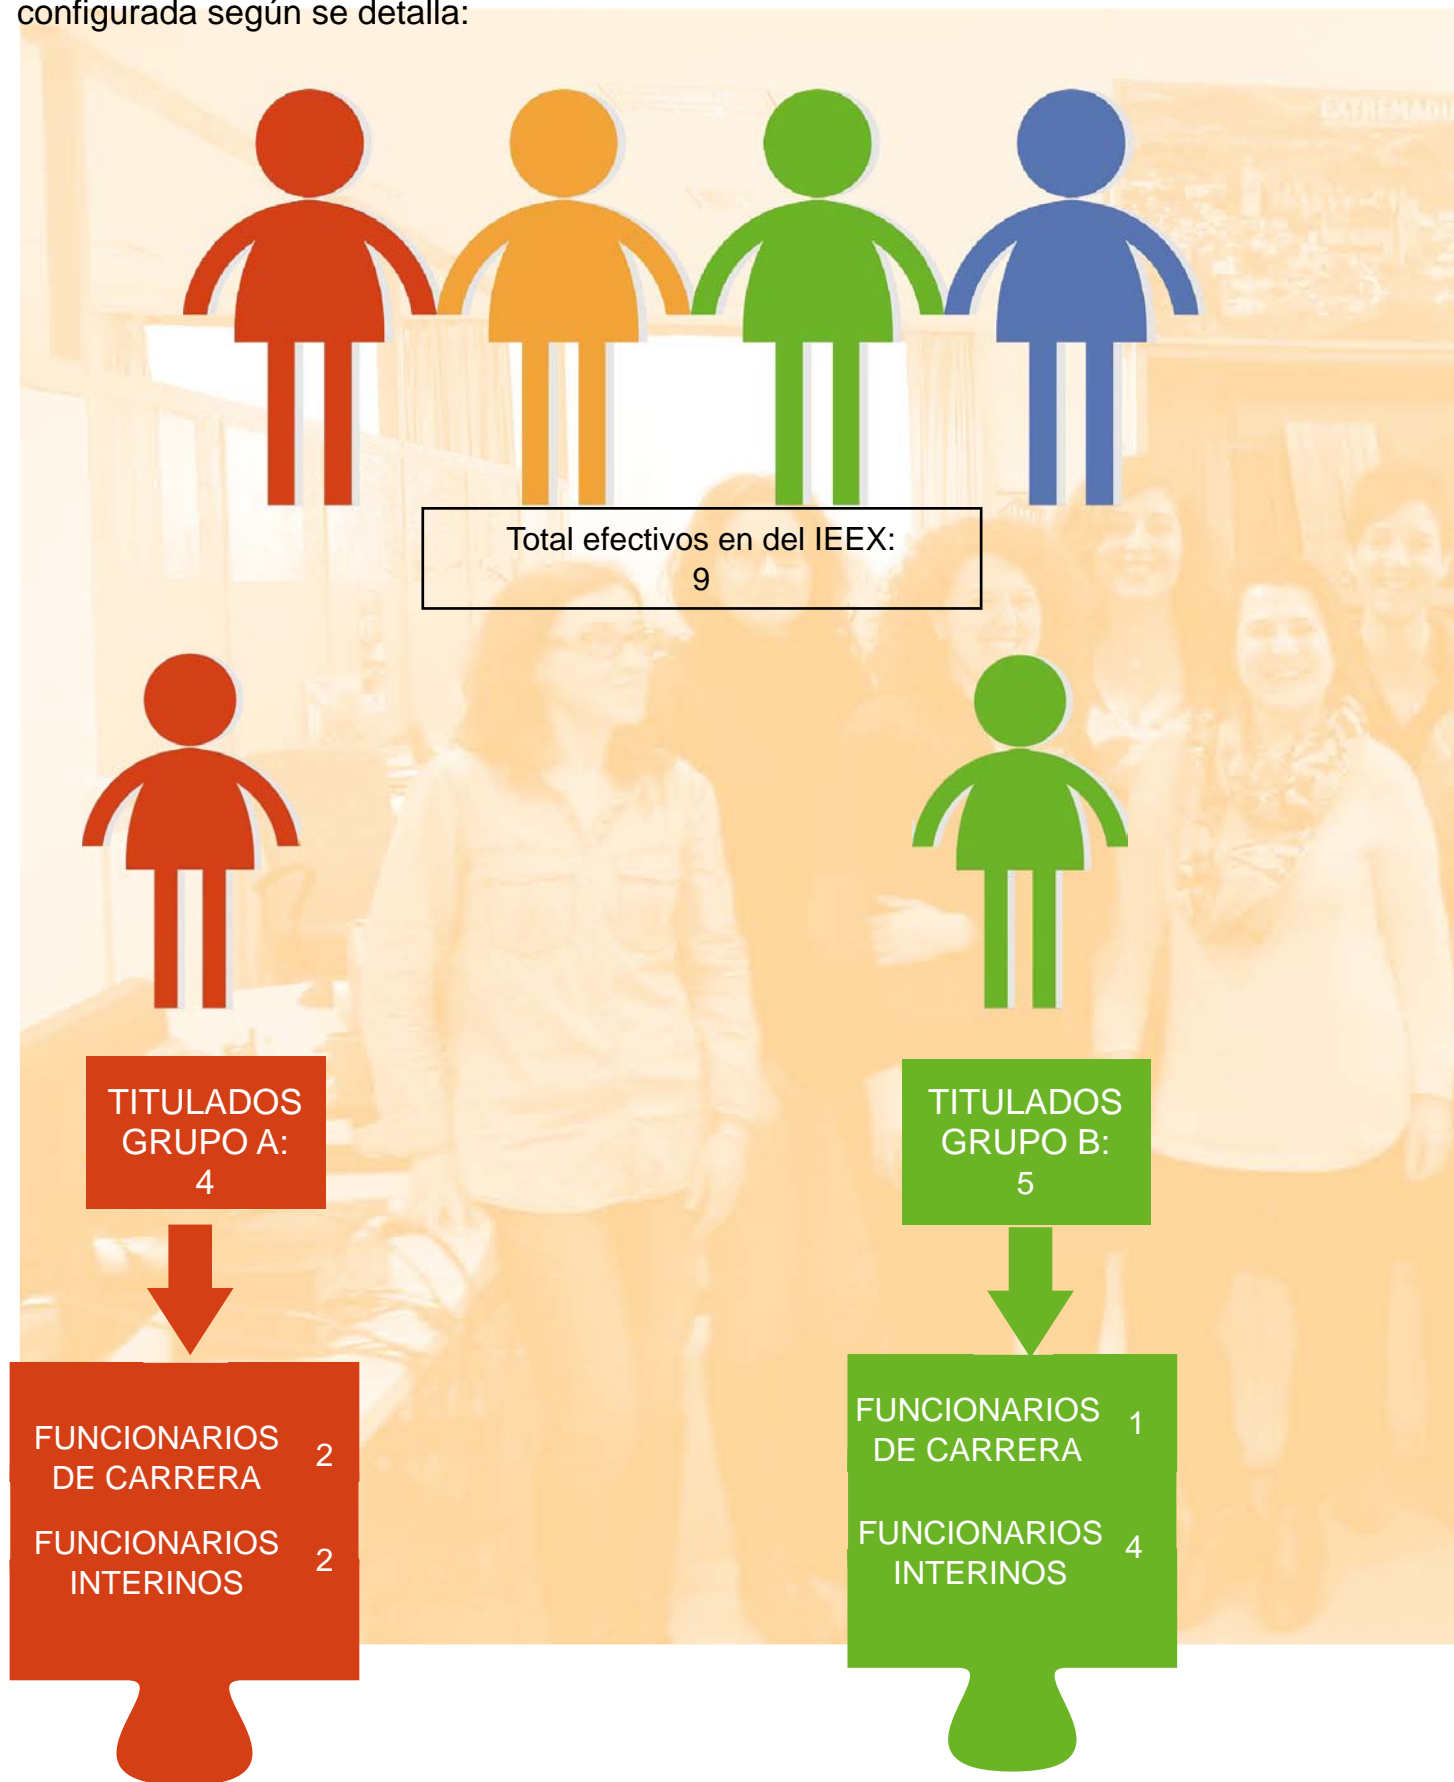 configurada según se detalla:
EXTREMADU
Total efectivos en del IEEX:
9
TITULADOS
GRUPO A:
4
TITULADOS
GRUPO B:
5
FUNCIONARIOS
DE CARRERA
2
FUNCIONARIOS
INTERINOS
2
FUNCIONARIOS
DE CARRERA
1
FUNCIONARIOS
INTERINOS
4